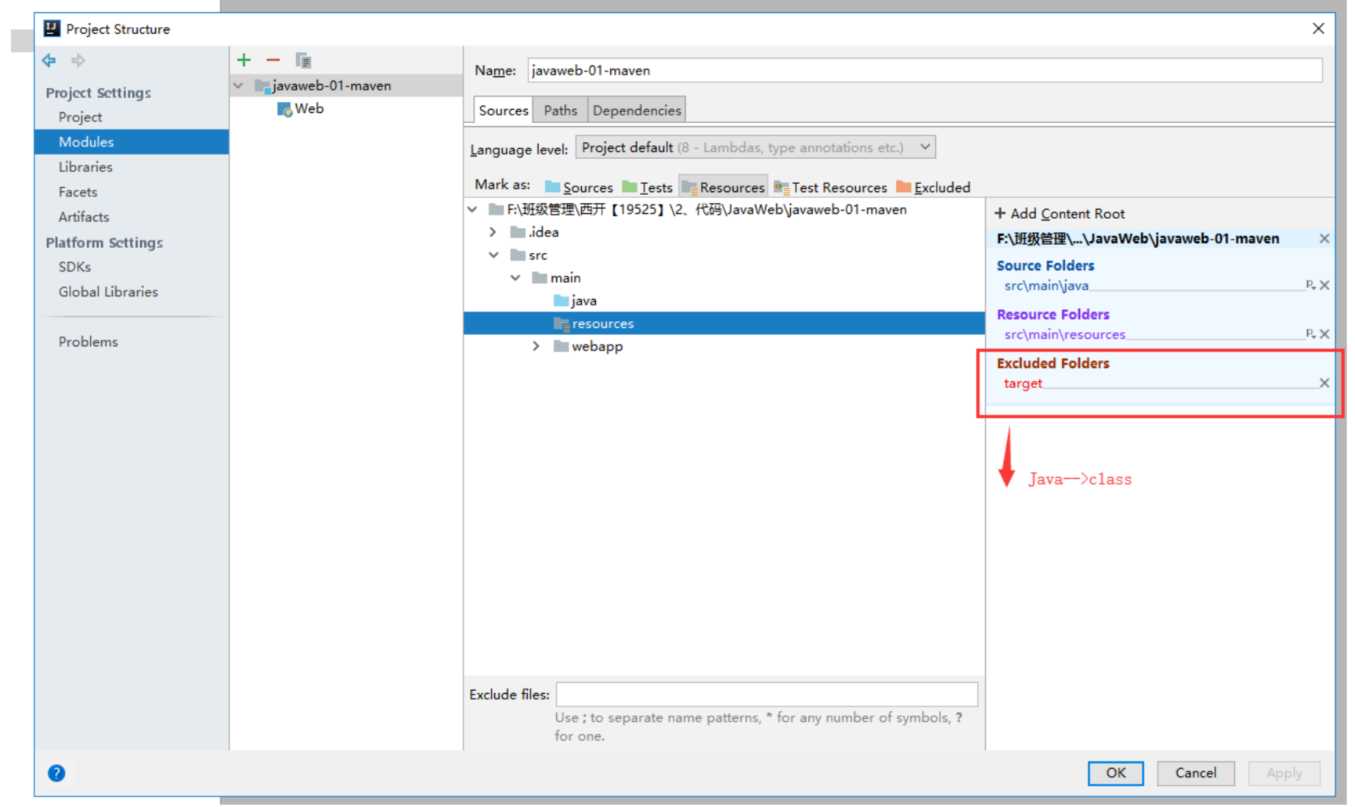 Project Structure
Project Settings
Project
Modules
Libraries
Facets
Artifacts
Platform Settings
SDKs
Global Libraries
Problems
javaweb-01-maven
Web
Name: javaweb-01-maven
Sources Paths Dependencies
Language level: Project default (8 - Lambdas, type annotations etc.)
Mark as: Sources Tests Resources Test Resources Excluded
F:\班级管理\西开【19525】\2、代码\JavaWeb\javaweb-01-maven
.idea
src
main
java
resources
webapp
+ Add Content Root
F:\班级管理\...\JavaWeb\javaweb-01-maven
Source Folders
src\main\java
Resource Folders
src\main\resources
Excluded Folders
target
Java-->class
Exclude files:
Use ; to separate name patterns, * for any number of symbols, ?
for one.
?
OK Cancel Apply